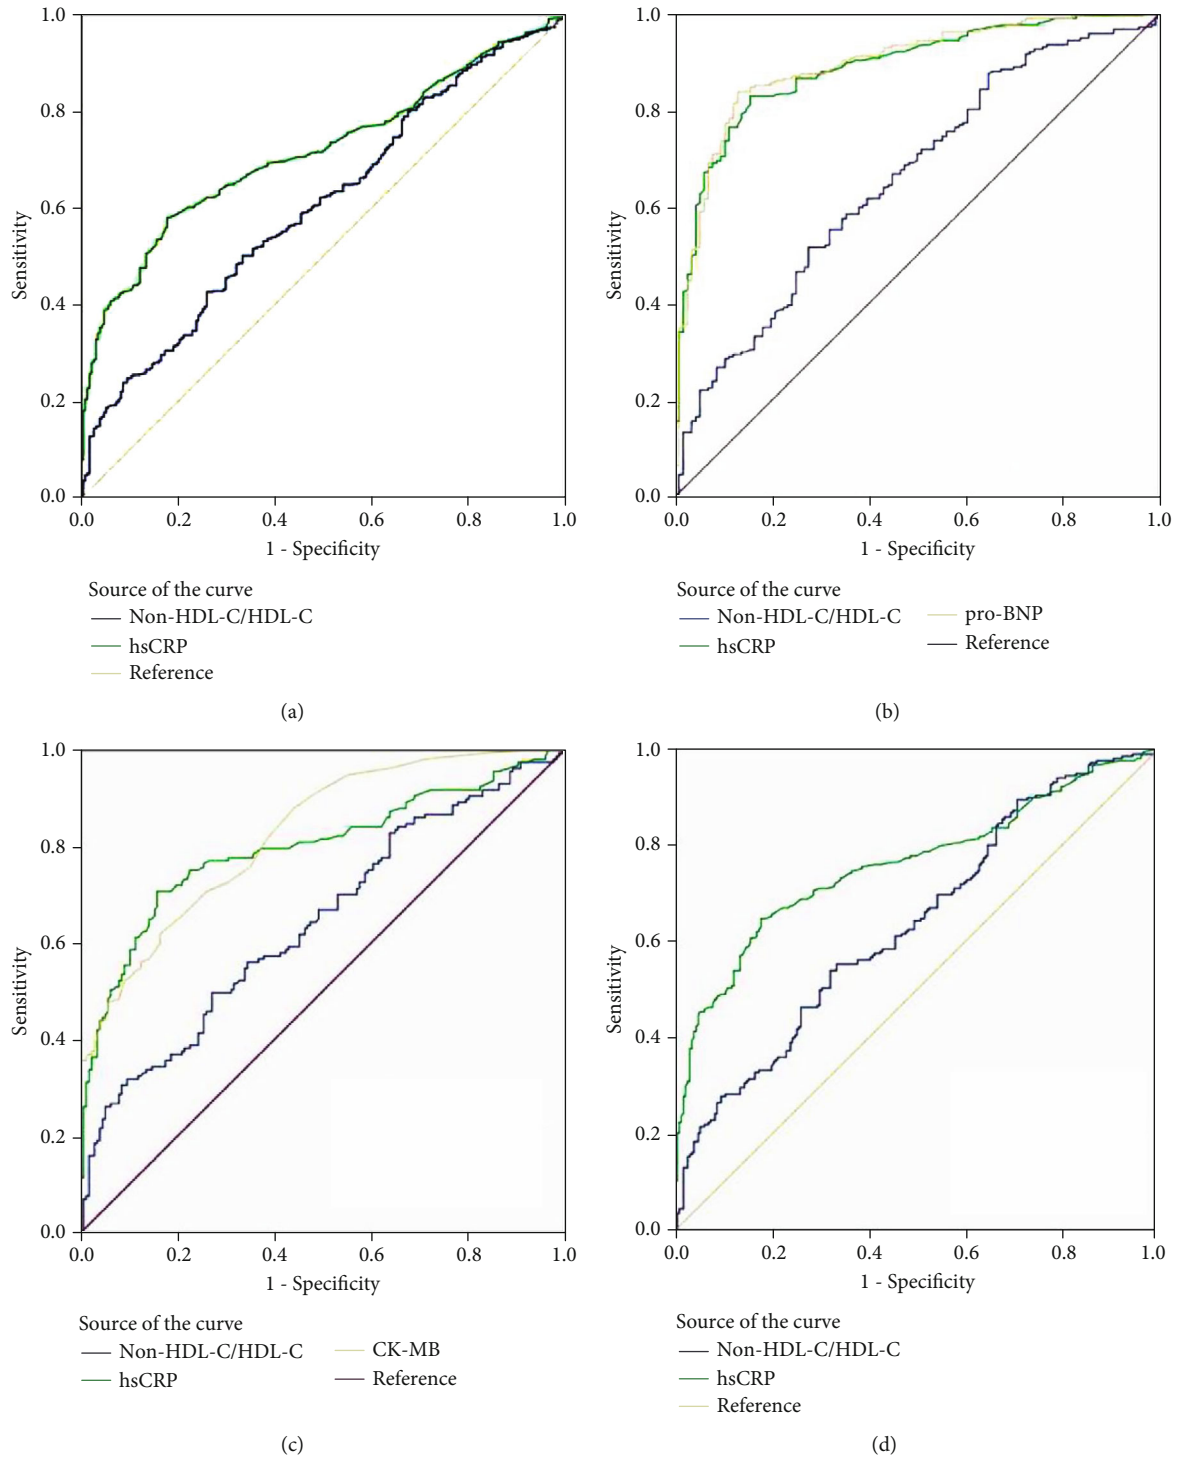 1.0
0.8
0.6
0.4
0.2
0.0
Sensitivity
0.0 0.2 0.4 0.6 0.8 1.0
1 - Specificity
Source of the curve
Non-HDL-C/HDL-C
hsCRP
Reference
(a)
1.0
0.8
0.6
0.4
0.2
0.0
Sensitivity
0.0 0.2 0.4 0.6 0.8 1.0
1 - Specificity
Source of the curve
Non-HDL-C/HDL-C pro-BNP
hsCRP Reference
(b)
1.0
0.8
0.6
0.4
0.2
0.0
Sensitivity
0.0 0.2 0.4 0.6 0.8 1.0
1 - Specificity
Source of the curve
Non-HDL-C/HDL-C CK-MB
hsCRP Reference
(c)
1.0
0.8
0.6
0.4
0.2
0.0
Sensitivity
0.0 0.2 0.4 0.6 0.8 1.0
1 - Specificity
Source of the curve
Non-HDL-C/HDL-C
hsCRP
Reference
(d)